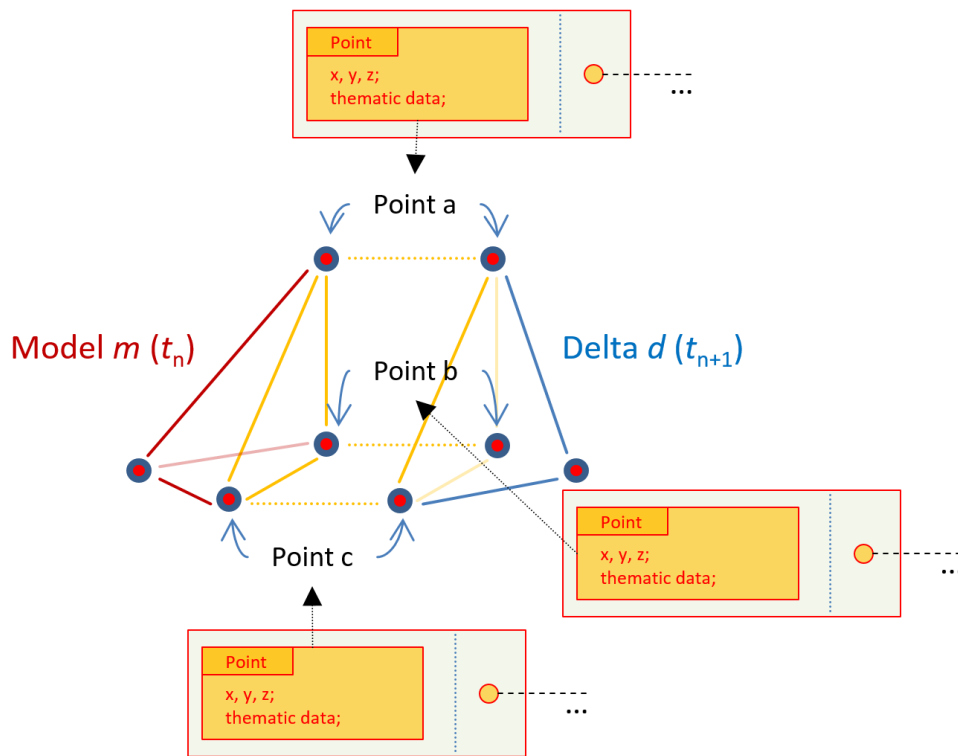 Point
x, y, z;
thematic data;
...
Point a
Model m (tn)
Point b
Delta d (tn+1)
Point
x, y, z;
thematic data;
...
Point c
Point
x, y, z;
thematic data;
...